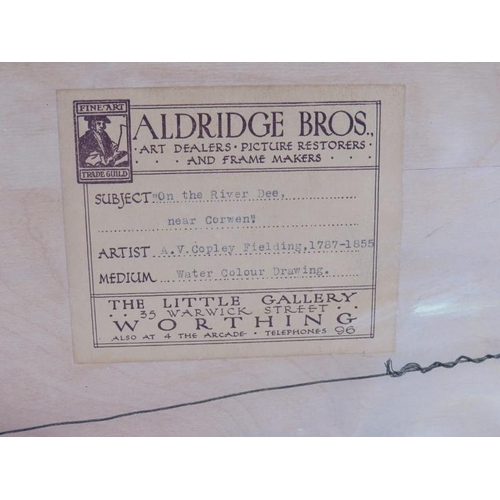 FINE·ART
TRADE GUILD
ALDRIDGE BROS.,
ART DEALERS · PICTURE RESTORERS
AND FRAME MAKERS
SUBJECT "On the River Dee,
near Corwen"
ARTIST A.V.Copley Fielding,1787-1855
MEDIUM Water Colour Drawing.
THE LITTLE GALLERY
35 WARWICK STREET
WORTHING
ALSO AT 4 THE ARCADE · TELEPHONES 96